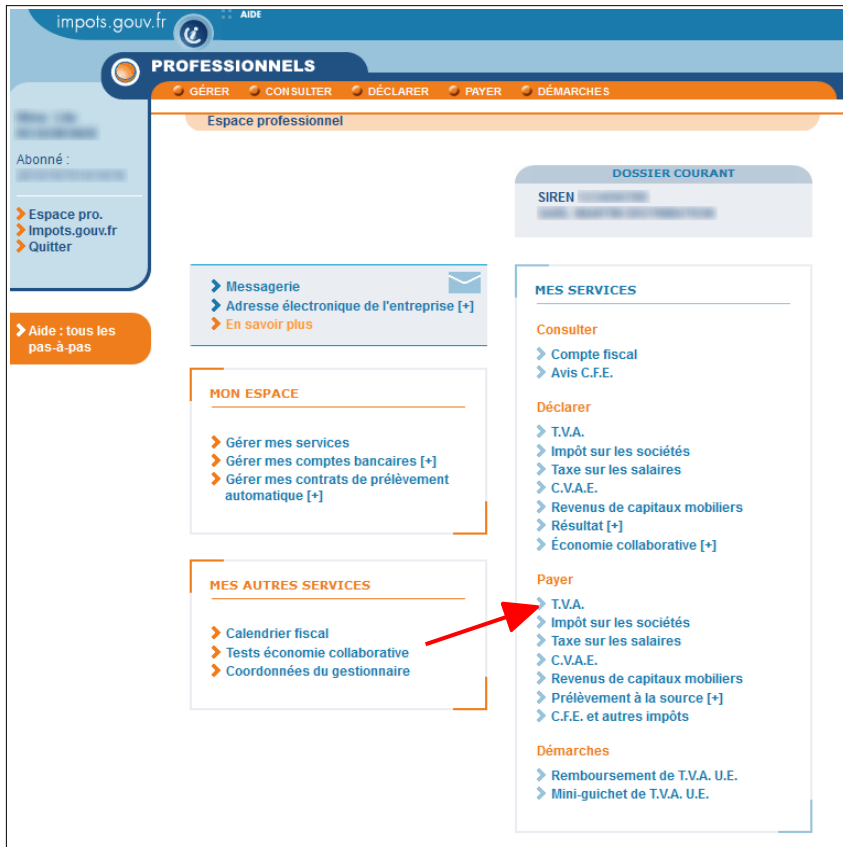 impots.gouv.fr
AIDE
PROFESSIONNELS
GÉRER CONSULTER DÉCLARER PAYER DÉMARCHES
Espace professionnel
Abonné :
Espace pro.
Impots.gouv.fr
Quitter
Aide : tous les
pas-à-pas
DOSSIER COURANT
SIREN
Messagerie
Adresse électronique de l'entreprise [+]
En savoir plus
MON ESPACE
Gérer mes services
Gérer mes comptes bancaires [+]
Gérer mes contrats de prélèvement
automatique [+]
MES AUTRES SERVICES
Calendrier fiscal
Tests économie collaborative
Coordonnées du gestionnaire
MES SERVICES
Consulter
Compte fiscal
Avis C.F.E.
Déclarer
T.V.A.
Impôt sur les sociétés
Taxe sur les salaires
C.V.A.E.
Revenus de capitaux mobiliers
Résultat [+]
Économie collaborative [+]
Payer
T.V.A.
Impôt sur les sociétés
Taxe sur les salaires
C.V.A.E.
Revenus de capitaux mobiliers
Prélèvement à la source [+]
C.F.E. et autres impôts
Démarches
Remboursement de T.V.A. U.E.
Mini-guichet de T.V.A. U.E.